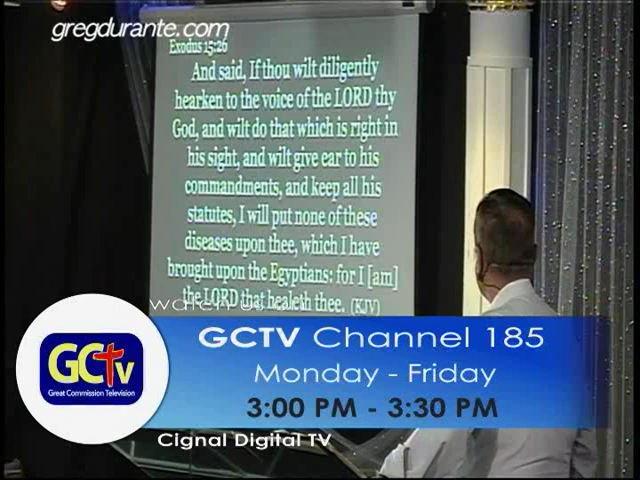 gregdurante.com
Exodus 15:26
And said, If thou wilt diligently
hearken to the voice of the LORD thy
God, and wilt do that which is right in
his sight, and wilt give ear to his
commandments, and keep all his
statutes, I will put none of these
diseases upon thee, which I have
brought upon the Egyptians: for I [am]
the LORD that healeth thee. (KJV)
watch us
GCTV Channel 185
Monday - Friday
3:00 PM - 3:30 PM
GCTV
Great Commission Television
Cignal Digital TV